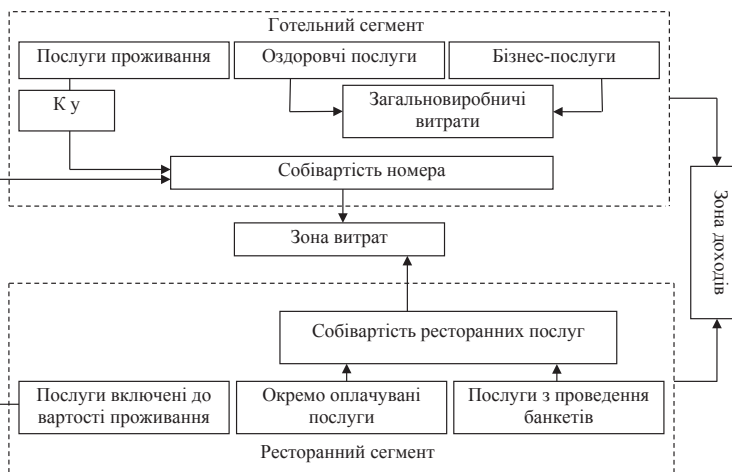 Готельний сегмент
Послуги проживання
Оздоровчі послуги
Бізнес-послуги
К у
Загальновиробничі
витрати
Собівартість номера
Зона витрат
Зона доходів
Собівартість ресторанних послуг
Послуги включені до
вартості проживання
Окремо оплачувані
послуги
Послуги з проведення
банкетів
Ресторанний сегмент